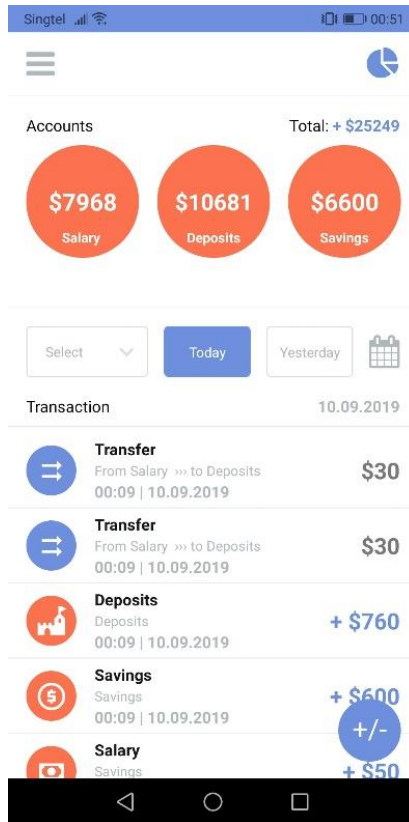 Singtel 00:51
Accounts Total: + $25249
$7968 $10681 $6600
Salary Deposits Savings
Select Today Yesterday
Transaction 10.09.2019
Transfer
From Salary ››› to Deposits $30
00:09 | 10.09.2019
Transfer
From Salary ››› to Deposits $30
00:09 | 10.09.2019
Deposits
Deposits + $760
00:09 | 10.09.2019
Savings
Savings + $600
00:09 | 10.09.2019
+/-
Salary
Savings + $50